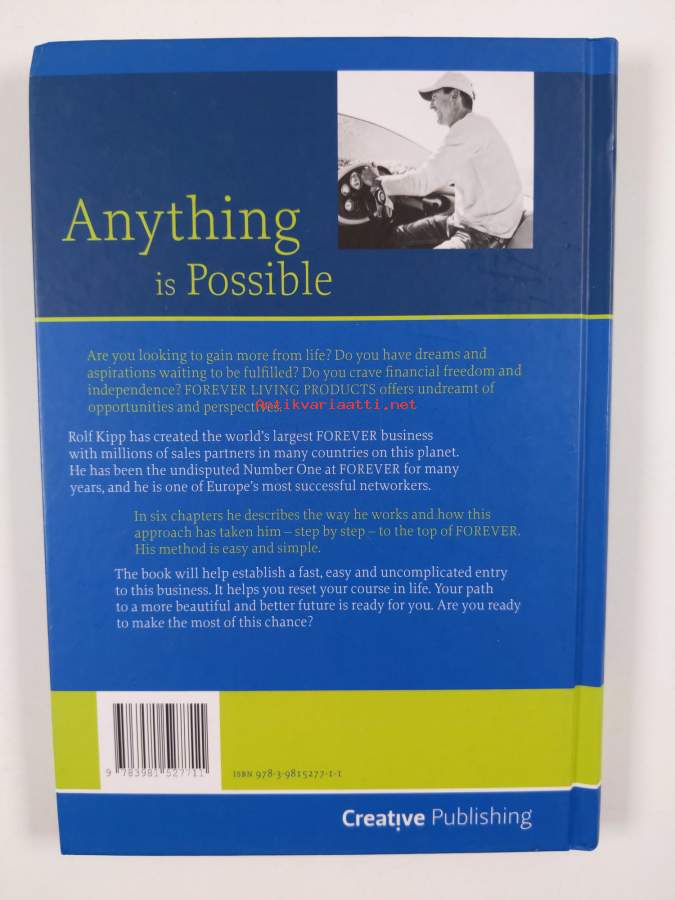 Anything
is Possible
Are you looking to gain more from life? Do you have dreams and
aspirations waiting to be fulfilled? Do you crave financial freedom and
independence? FOREVER LIVING PRODUCTS offers undreamt of
opportunities and perspectives.
Antikvariaatti.net
Rolf Kipp has created the world's largest FOREVER business
with millions of sales partners in many countries on this planet.
He has been the undisputed Number One at FOREVER for many
years, and he is one of Europe's most successful networkers.
In six chapters he describes the way he works and how this
approach has taken him – step by step – to the top of FOREVER.
His method is easy and simple.
The book will help establish a fast, easy and uncomplicated entry
to this business. It helps you reset your course in life. Your path
to a more beautiful and better future is ready for you. Are you ready
to make the most of this chance?
9 783981 527711
ISBN 978-3-9815277-1-1
Creative Publishing